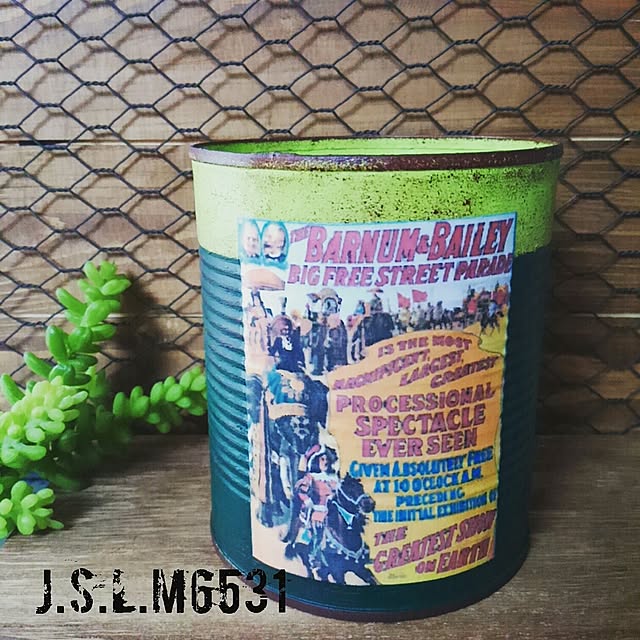 THE
BARNUM & BAILEY
BIG FREE STREET PARADE
IS THE MOST
MAGNIFICENT,
LARGEST,
GREATEST
PROCESSIONAL
SPECTACLE
EVER SEEN
GIVEN ABSOLUTELY FREE
AT 10 O'CLOCK A.M.
PRECEDING
THE INITIAL EXHIBITION OF
THE
GREATEST SHOW
ON EARTH
J.S.L.M6531